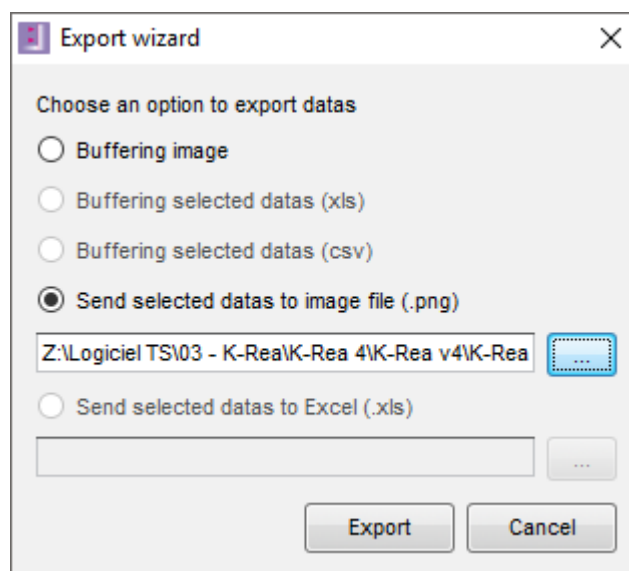 Export wizard
Choose an option to export datas
Buffering image
Buffering selected datas (xls)
Buffering selected datas (csv)
Send selected datas to image file (.png)
Z:\Logiciel TS\03 - K-Rea\K-Rea 4\K-Rea v4\K-Rea
...
Send selected datas to Excel (.xls)
...
Export Cancel